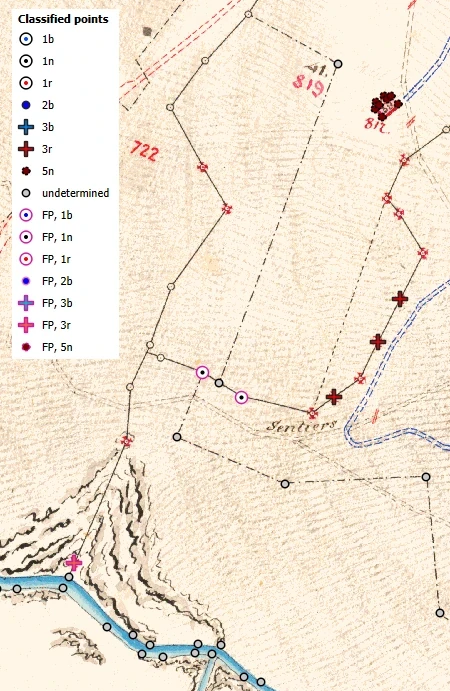 Classified points
1b
1n
1r
2b
3b
3r
5n
undetermined
FP, 1b
FP, 1n
FP, 1r
FP, 2b
FP, 3b
FP, 3r
FP, 5n
41.
819
722
Sentiers